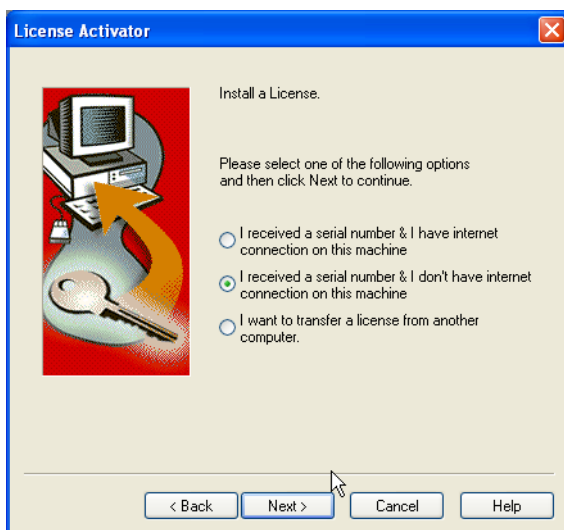 License Activator
Install a License.
Please select one of the following options
and then click Next to continue.
I received a serial number & I have internet
connection on this machine
I received a serial number & I don't have internet
connection on this machine
I want to transfer a license from another
computer.
< Back
Next >
Cancel
Help